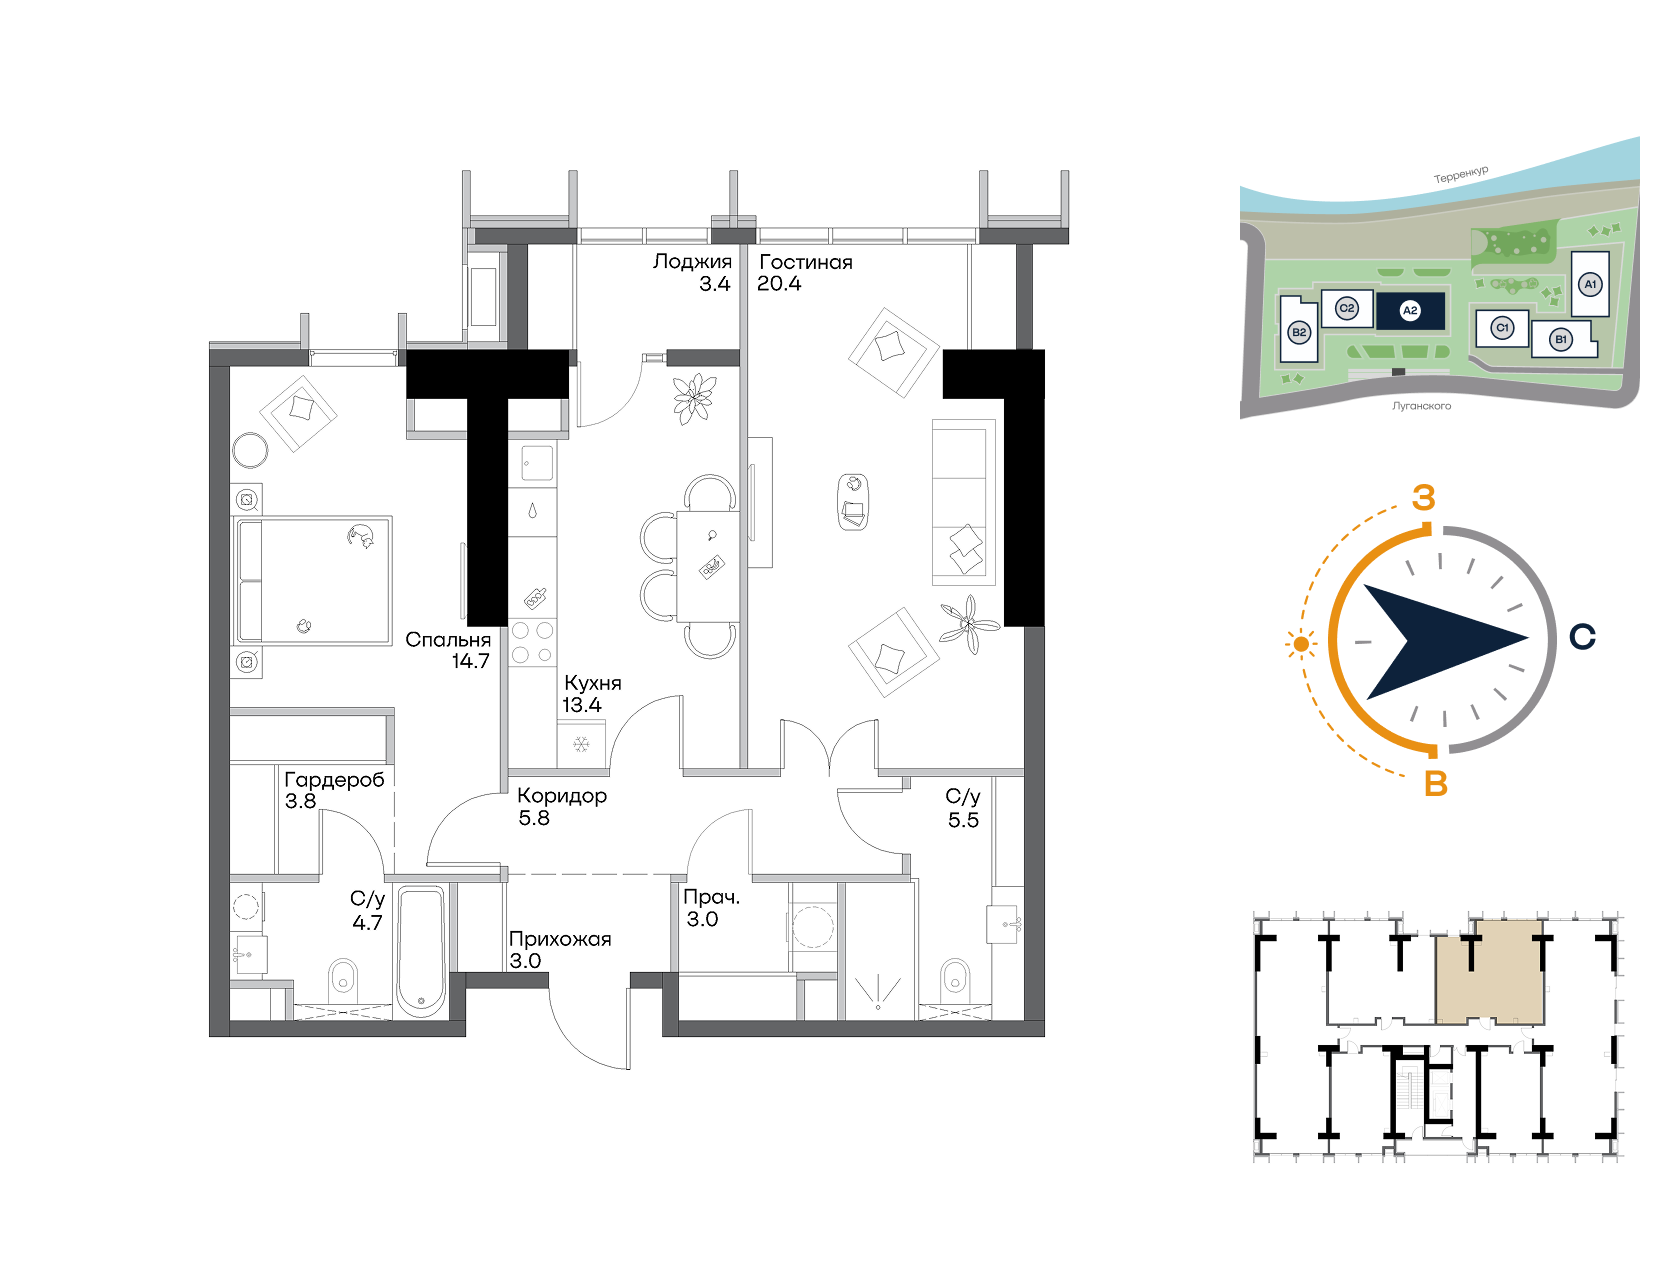 Лоджия
3.4
Гостиная
20.4
Спальня
14.7
Кухня
13.4
Гардероб
3.8
Коридор
5.8
С/у
5.5
С/у
4.7
Прихожая
3.0
Прач.
3.0
Терренкур
A1
C2
A2
B2
C1
B1
Луганского
З
С
В